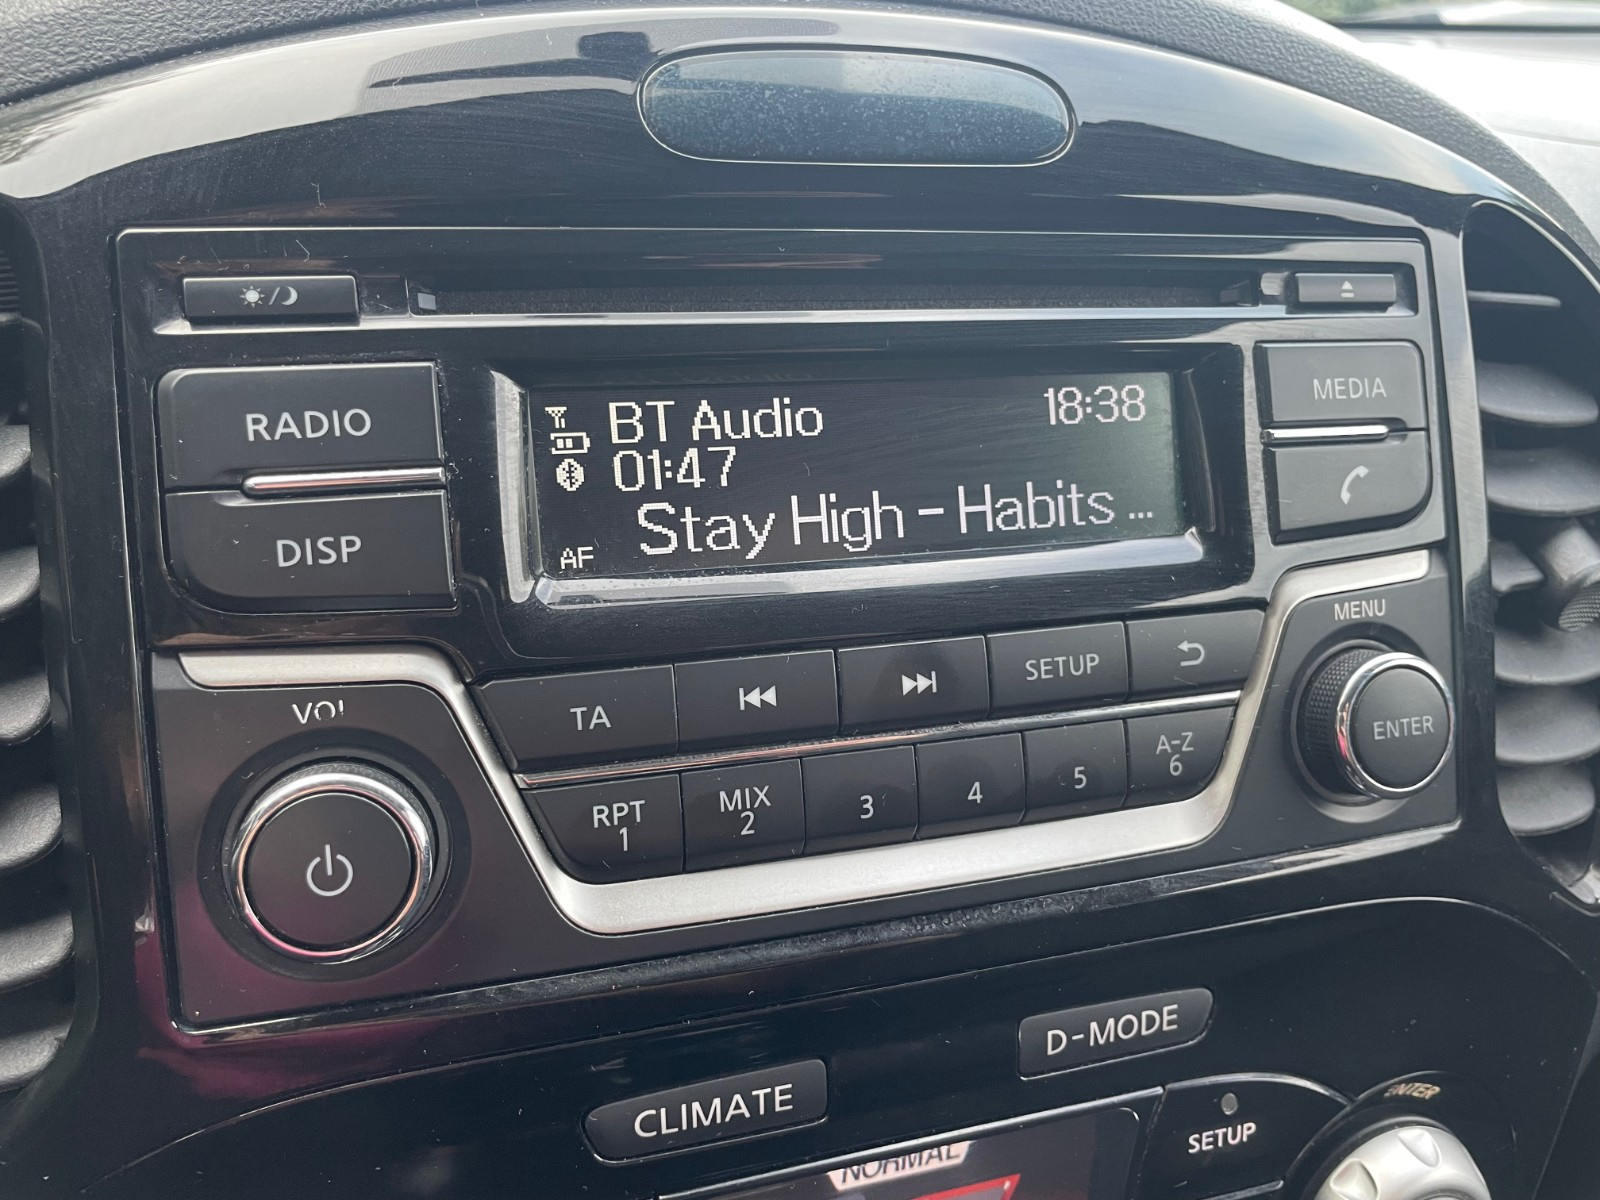 RADIO
DISP
BT Audio
18:38
01:47
Stay High - Habits ...
AF
MEDIA
MENU
ENTER
VOL
TA
SETUP
RPT
1
MIX
2
3
4
5
A-Z
6
D-MODE
CLIMATE
ENTER
SETUP
NORMAL